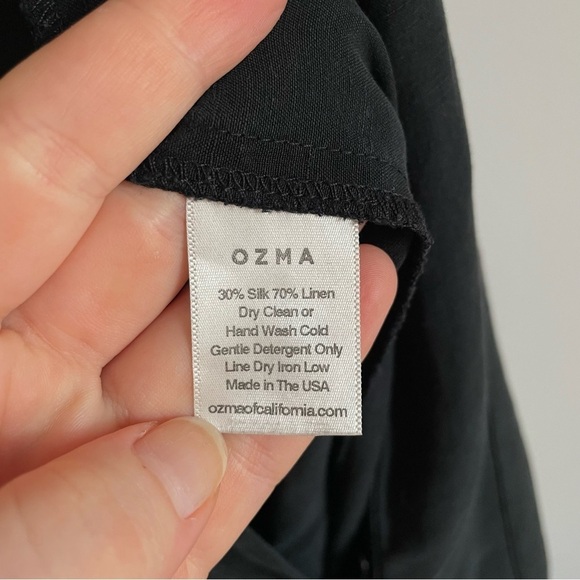 OZMA
30% Silk 70% Linen
Dry Clean or
Hand Wash Cold
Gentle Detergent Only
Line Dry Iron Low
Made in The USA
ozmaofcalifornia.com